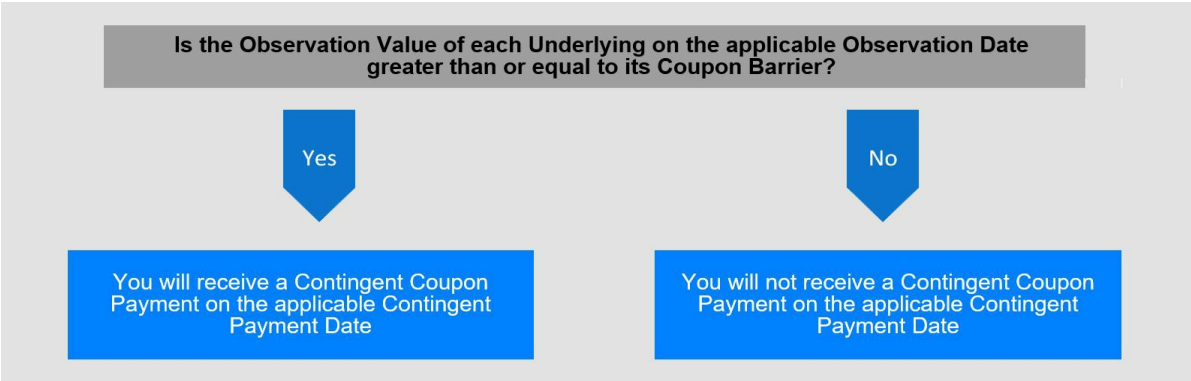 Is the Observation Value of each Underlying on the applicable Observation Date
greater than or equal to its Coupon Barrier?
Yes
No
You will receive a Contingent Coupon
Payment on the applicable Contingent
Payment Date
You will not receive a Contingent Coupon
Payment on the applicable Contingent
Payment Date